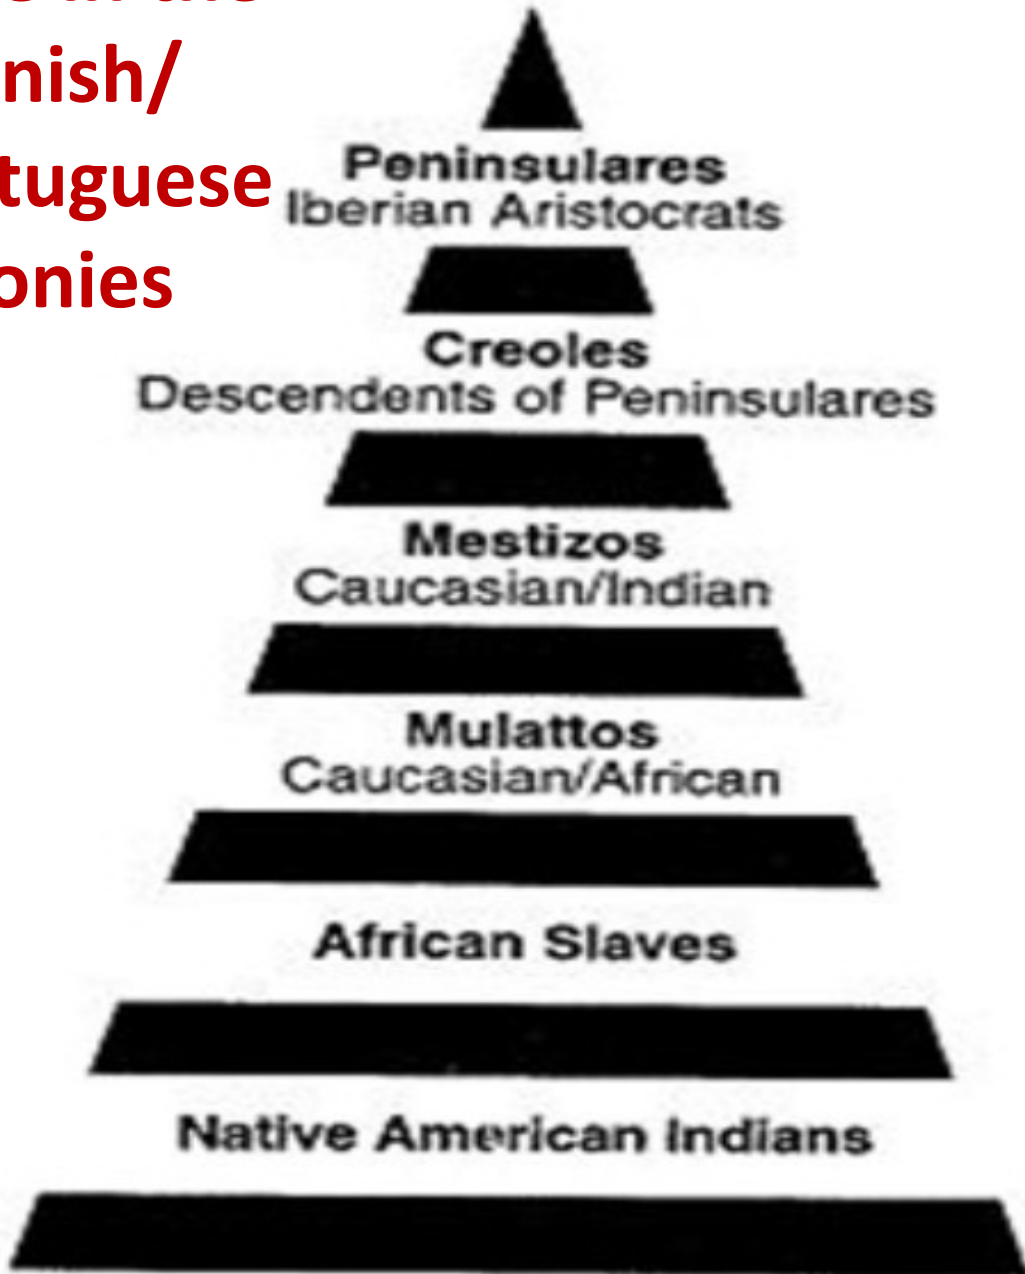 nish/
tuguese
onies
Peninsulares
Iberian Aristocrats
Creoles
Descendents of Peninsulares
Mestizos
Caucasian/Indian
Mulattos
Caucasian/African
African Slaves
Native American Indians